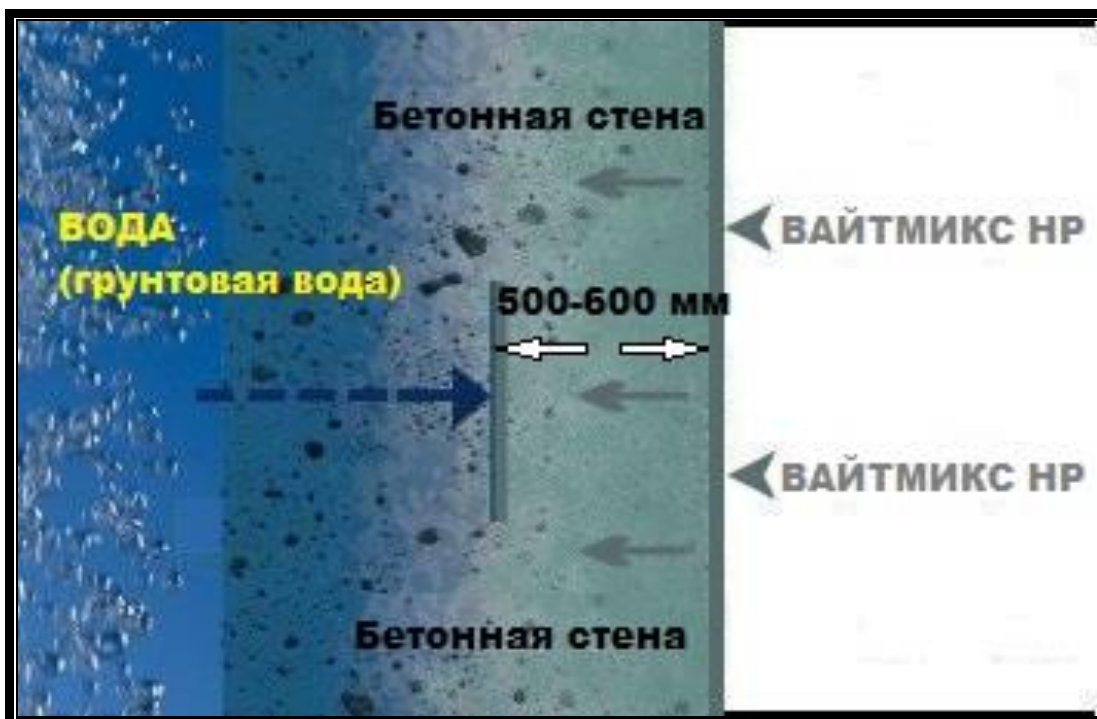 Бетонная стена
ВОДА
(грунтовая вода)
ВАЙТМИКС НР
500-600 мм
ВАЙТМИКС НР
Бетонная стена